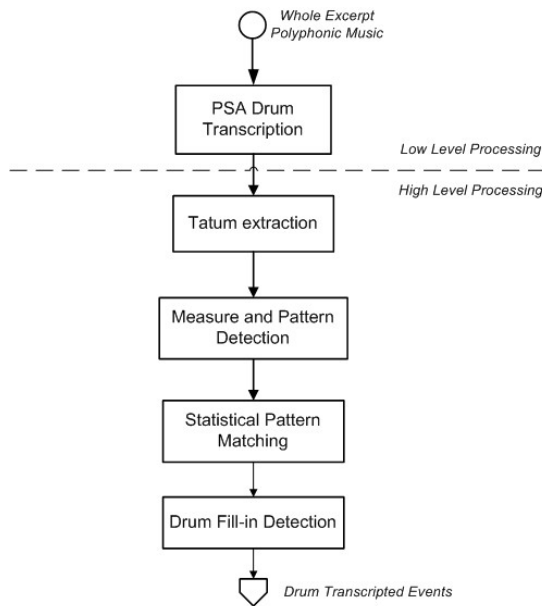 Whole Excerpt
Polyphonic Music
PSA Drum
Transcription
Low Level Processing
High Level Processing
Tatum extraction
Measure and Pattern
Detection
Statistical Pattern
Matching
Drum Fill-in Detection
Drum Transcripted Events